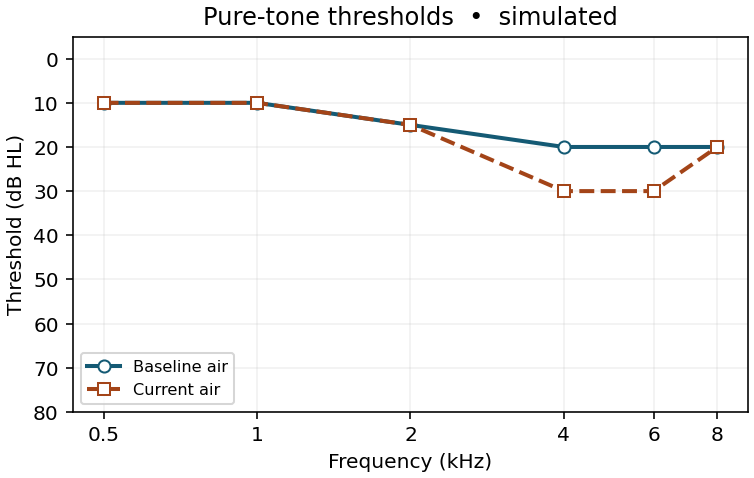 Pure-tone thresholds • simulated
Threshold (dB HL)
0
10
20
30
40
50
60
70
80
Baseline air
Current air
0.5 1 2 4 6 8
Frequency (kHz)